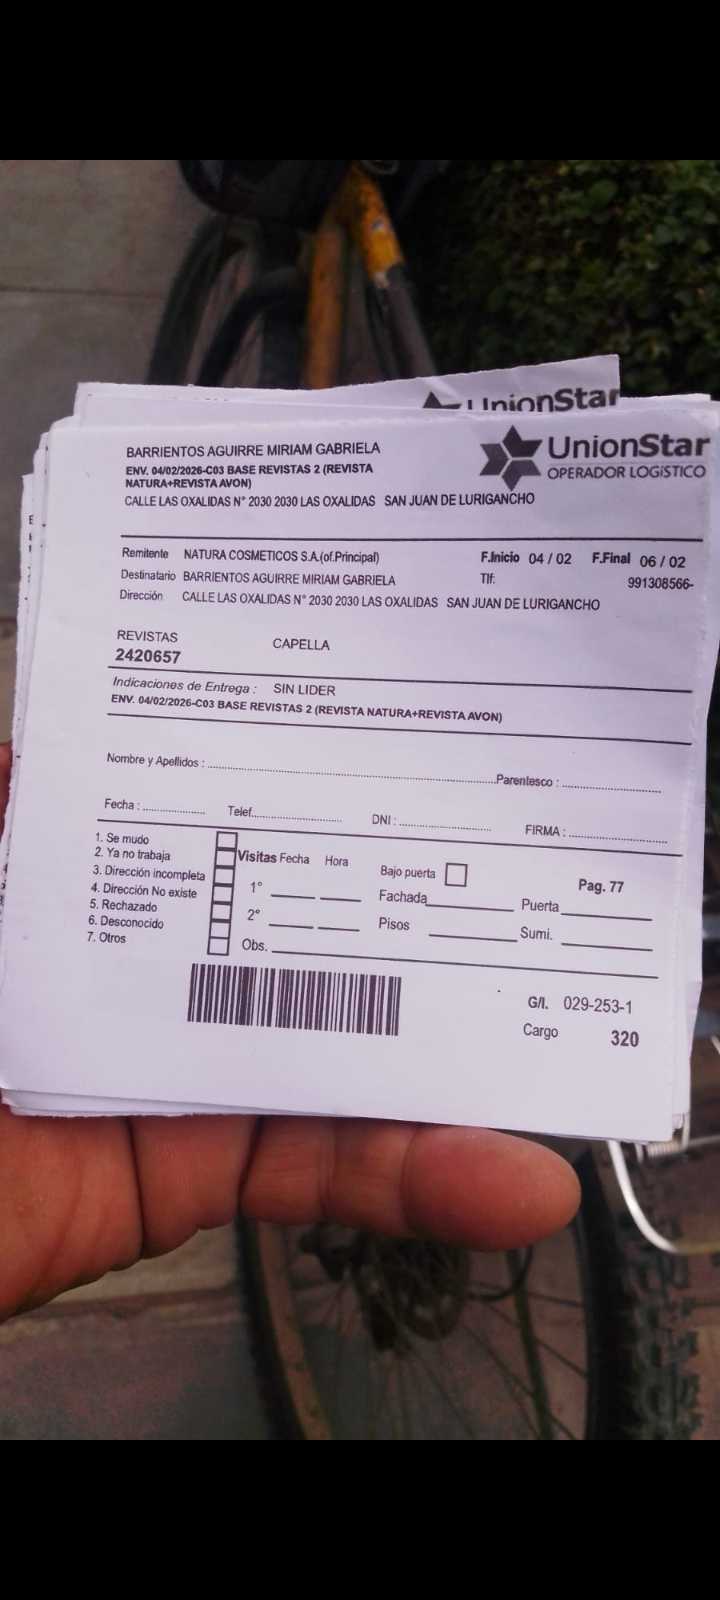 UnionStar
BARRIENTOS AGUIRRE MIRIAM GABRIELA
ENV. 04/02/2026-C03 BASE REVISTAS 2 (REVISTA
NATURA+REVISTA AVON)
CALLE LAS OXALIDAS N° 2030 2030 LAS OXALIDAS SAN JUAN DE LURIGANCHO
UnionStar
OPERADOR LOGíSTICO
Remitente NATURA COSMETICOS S.A.(of.Principal) F.Inicio 04 / 02 F.Final 06 / 02
Destinatario BARRIENTOS AGUIRRE MIRIAM GABRIELA Tlf: 991308566-
Dirección CALLE LAS OXALIDAS N° 2030 2030 LAS OXALIDAS SAN JUAN DE LURIGANCHO
REVISTAS CAPELLA
2420657
Indicaciones de Entrega : SIN LIDER
ENV. 04/02/2026-C03 BASE REVISTAS 2 (REVISTA NATURA+REVISTA AVON)
Nombre y Apellidos : Parentesco :
Fecha : Telef. DNI : FIRMA :
1. Se mudo
2. Ya no trabaja
3. Dirección incompleta
4. Dirección No existe
5. Rechazado
6. Desconocido
7. Otros
Visitas Fecha Hora
1°
2°
Obs.
Bajo puerta Pag. 77
Fachada Puerta
Pisos Sumi.
G/I. 029-253-1
Cargo 320